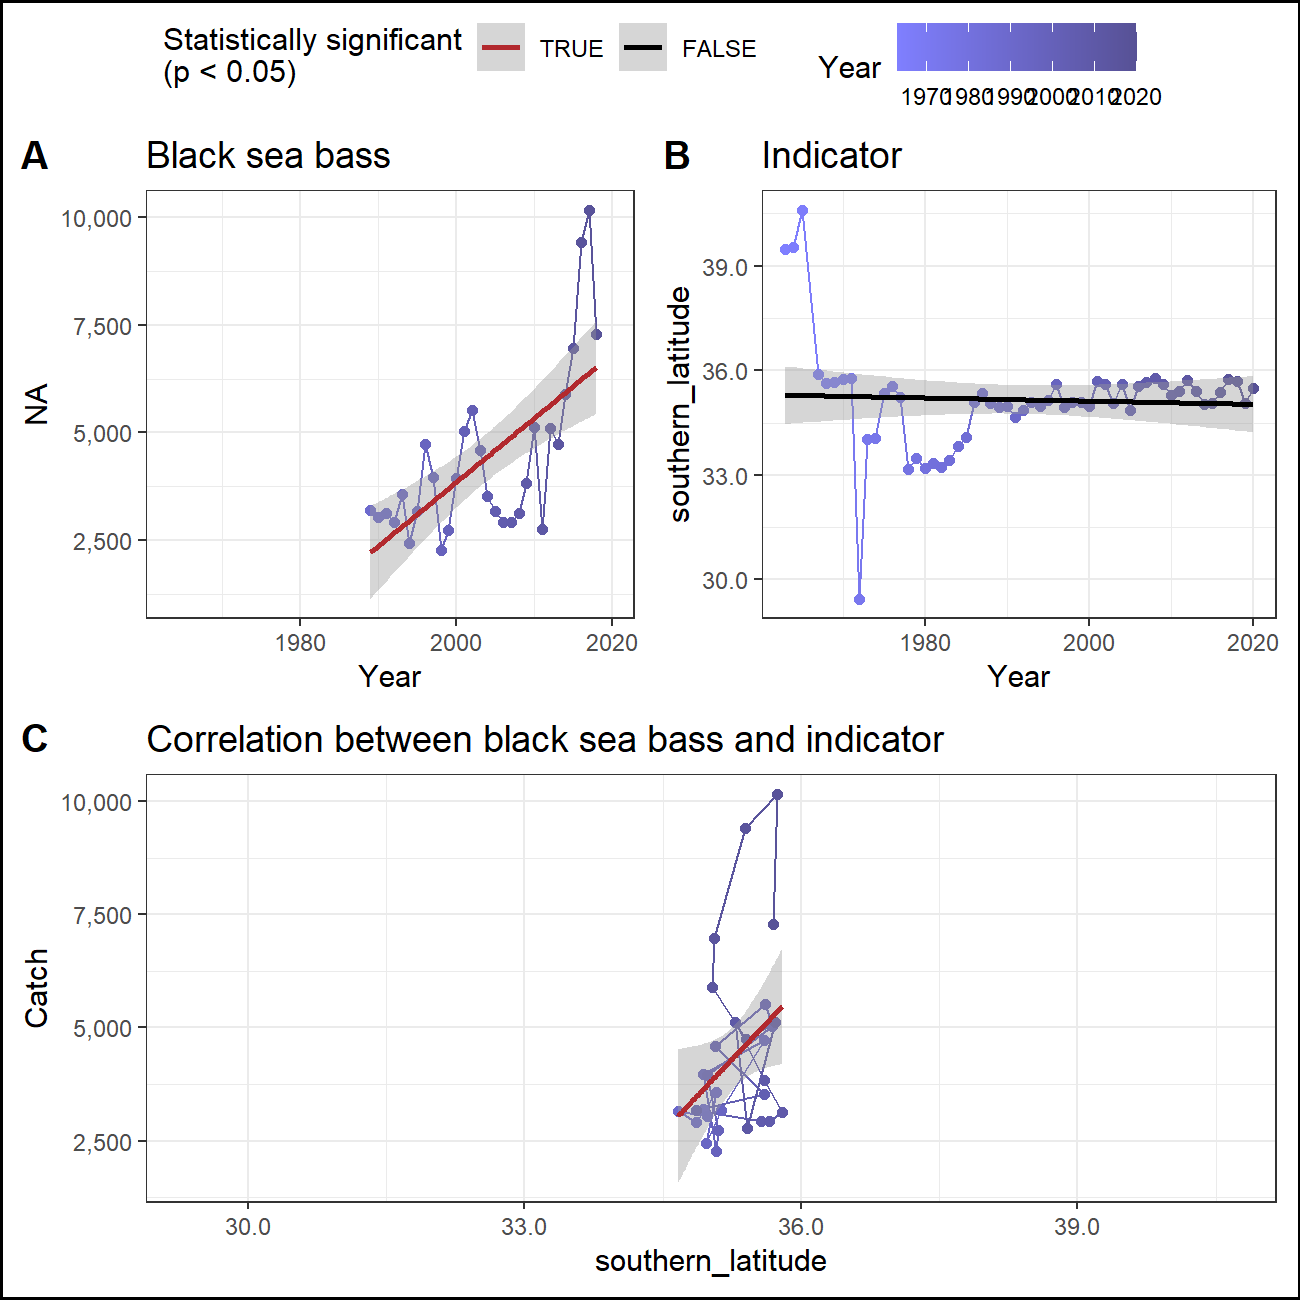 Statistically significant
(p < 0.05)
TRUE
FALSE
Year
1970 1980 1990 2000 2010 2020
A
Black sea bass
B
Indicator
NA
10,000
7,500
5,000
2,500
1980
2000
2020
Year
southern_latitude
39.0
36.0
33.0
30.0
1980
2000
2020
Year
C
Correlation between black sea bass and indicator
Catch
10,000
7,500
5,000
2,500
30.0
33.0
36.0
39.0
southern_latitude